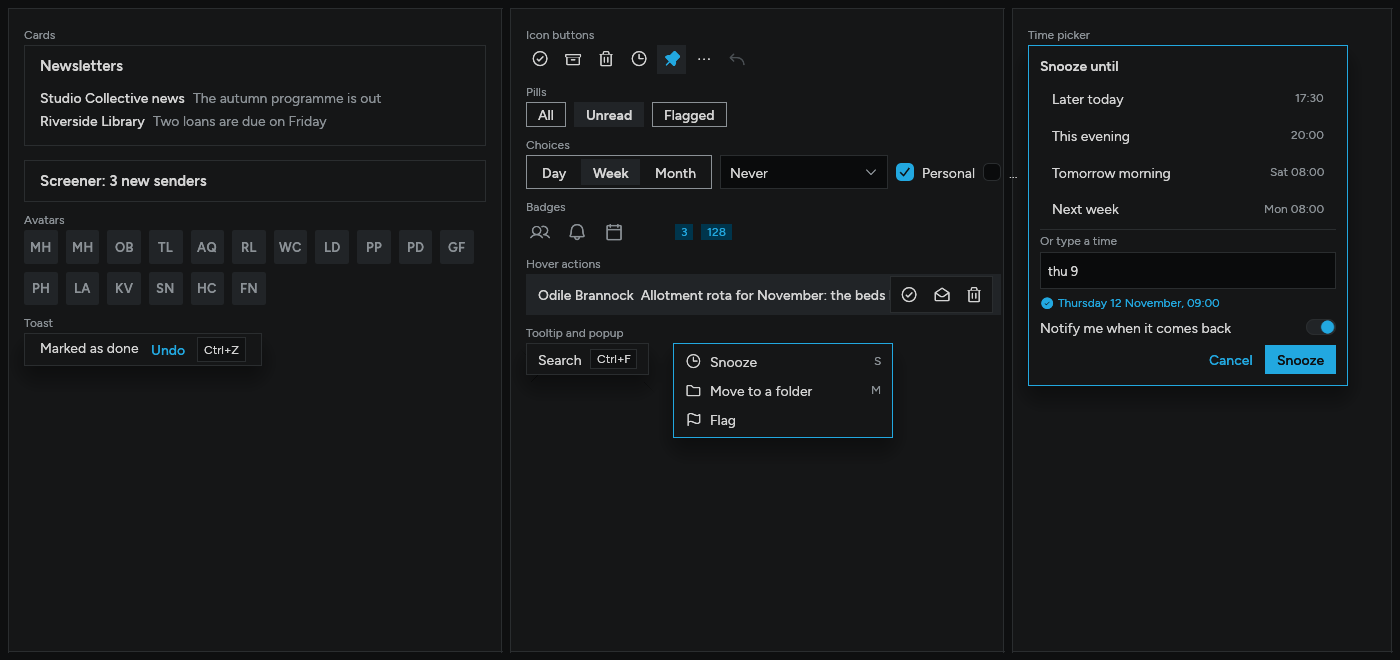 Cards
Newsletters
Studio Collective news The autumn programme is out
Riverside Library Two loans are due on Friday
Screener: 3 new senders
Avatars
MH MH OB TL AQ RL WC LD PP PD GF
PH LA KV SN HC FN
Toast
Marked as done Undo Ctrl+Z
Icon buttons
Pills
All Unread Flagged
Choices
Day Week Month Never Personal ...
Badges
3 128
Hover actions
Odile Brannock Allotment rota for November: the beds
Tooltip and popup
Search Ctrl+F
Snooze S
Move to a folder M
Flag
Time picker
Snooze until
Later today 17:30
This evening 20:00
Tomorrow morning Sat 08:00
Next week Mon 08:00
Or type a time
thu 9
Thursday 12 November, 09:00
Notify me when it comes back
Cancel Snooze